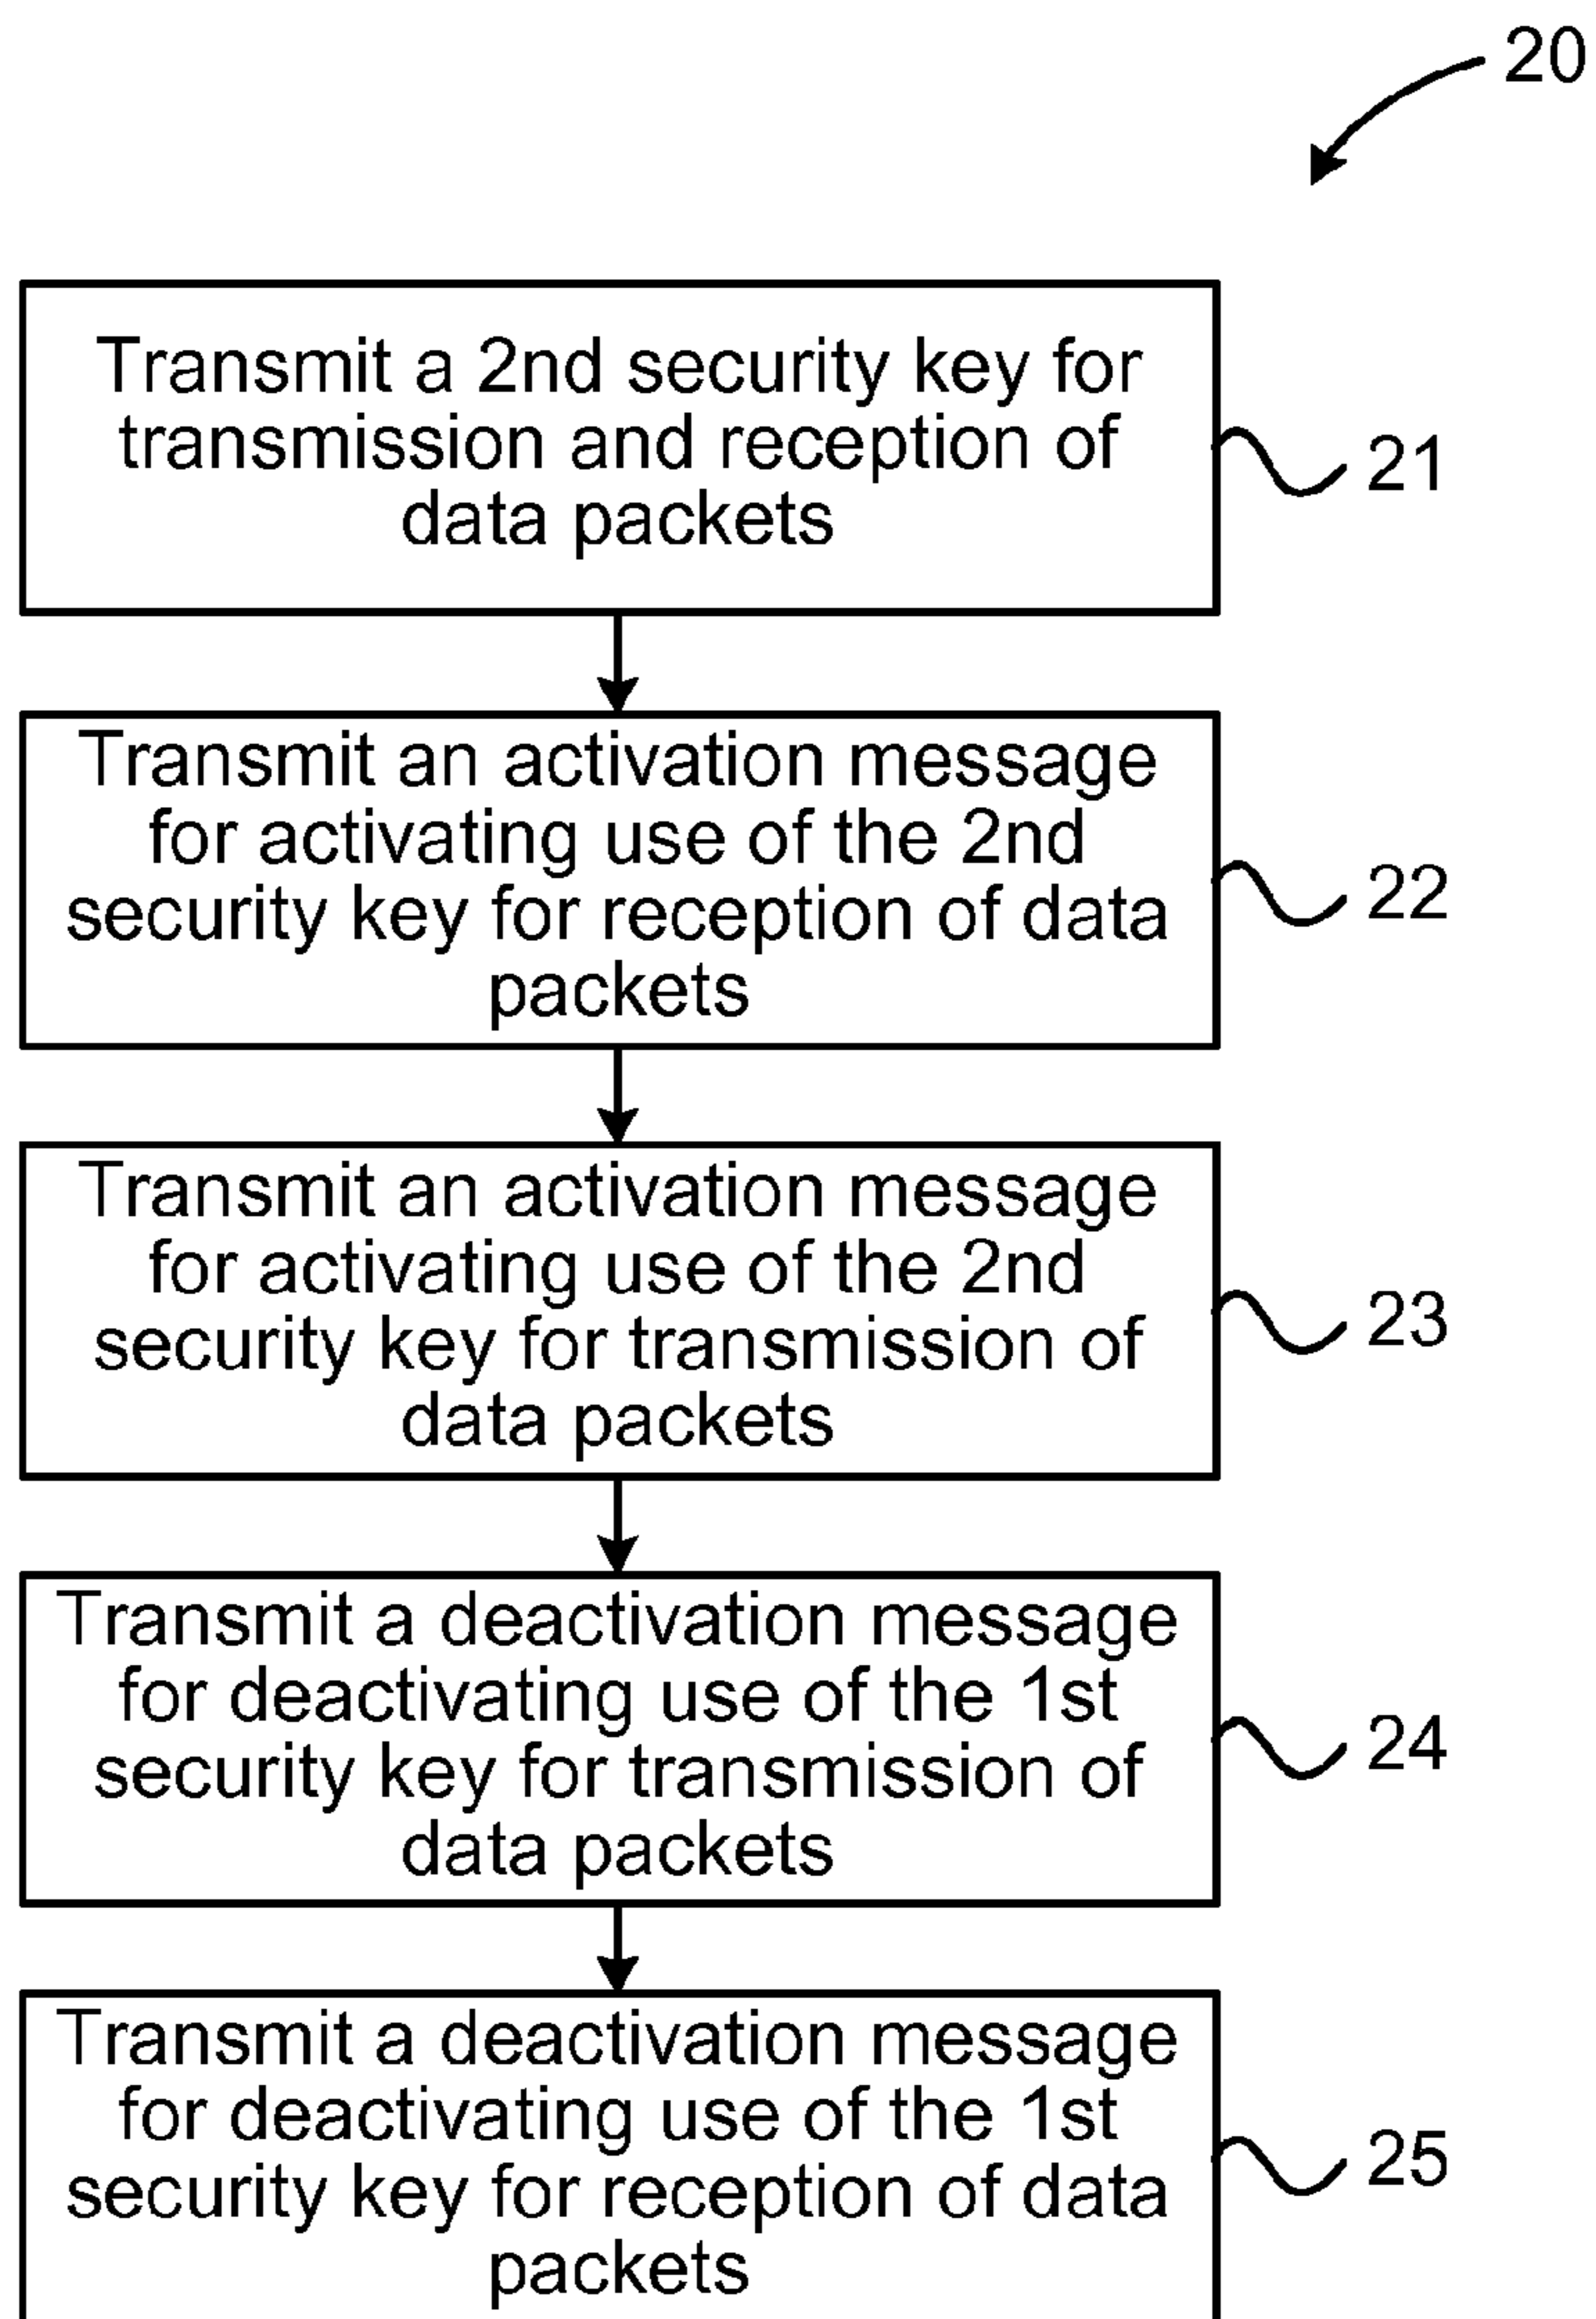 20
Transmit a 2nd security key for
transmission and reception of
data packets
21
Transmit an activation message
for activating use of the 2nd
security key for reception of data
packets
22
Transmit an activation message
for activating use of the 2nd
security key for transmission of
data packets
23
Transmit a deactivation message
for deactivating use of the 1st
security key for transmission of
data packets
24
Transmit a deactivation message
for deactivating use of the 1st
security key for reception of data
packets
25